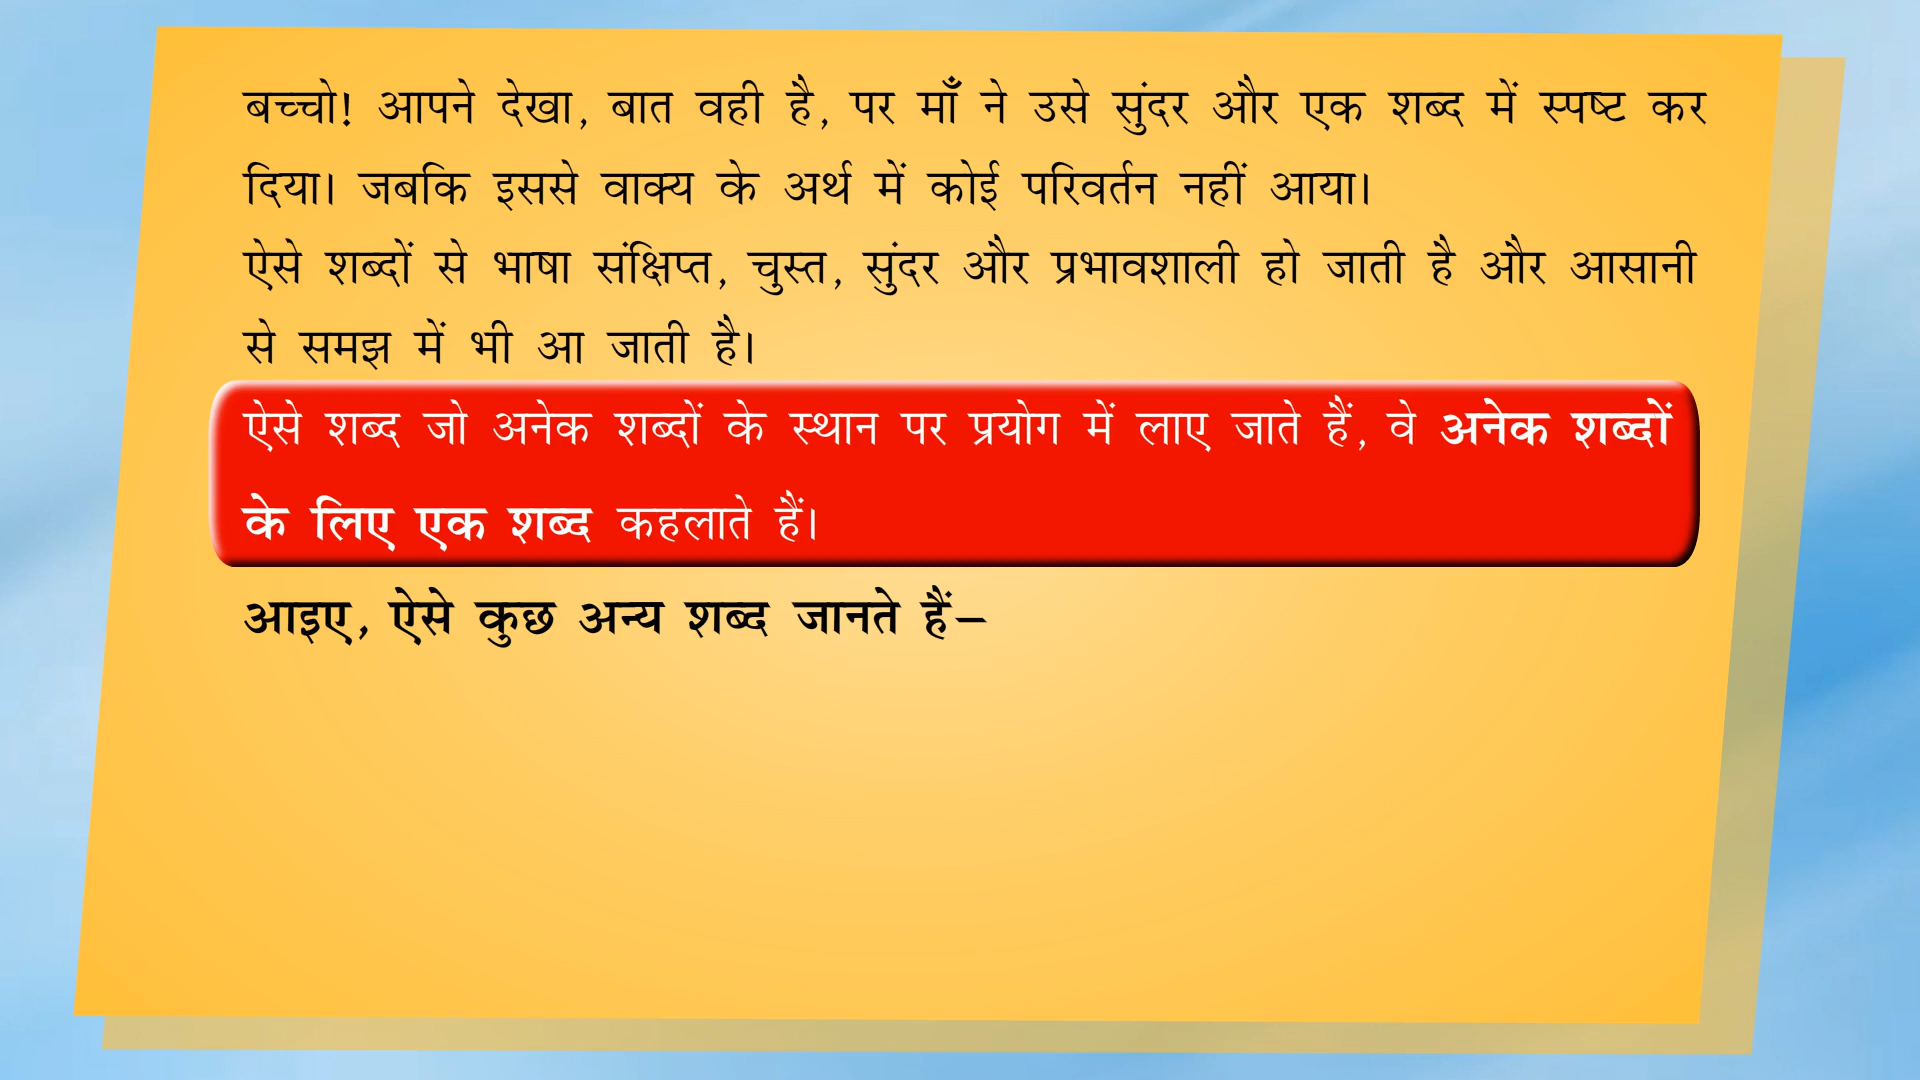 बच्चो! आपने देखा, बात वही है, पर माँ ने उसे सुंदर और एक शब्द में स्पष्ट कर
दिया। जबकि इससे वाक्य के अर्थ में कोई परिवर्तन नहीं आया।
ऐसे शब्दों से भाषा संक्षिप्त, चुस्त, सुंदर और प्रभावशाली हो जाती है और आसानी
से समझ में भी आ जाती है।
ऐसे शब्द जो अनेक शब्दों के स्थान पर प्रयोग में लाए जाते हैं, वे अनेक शब्दों
के लिए एक शब्द कहलाते हैं।
आइए, ऐसे कुछ अन्य शब्द जानते हैं–